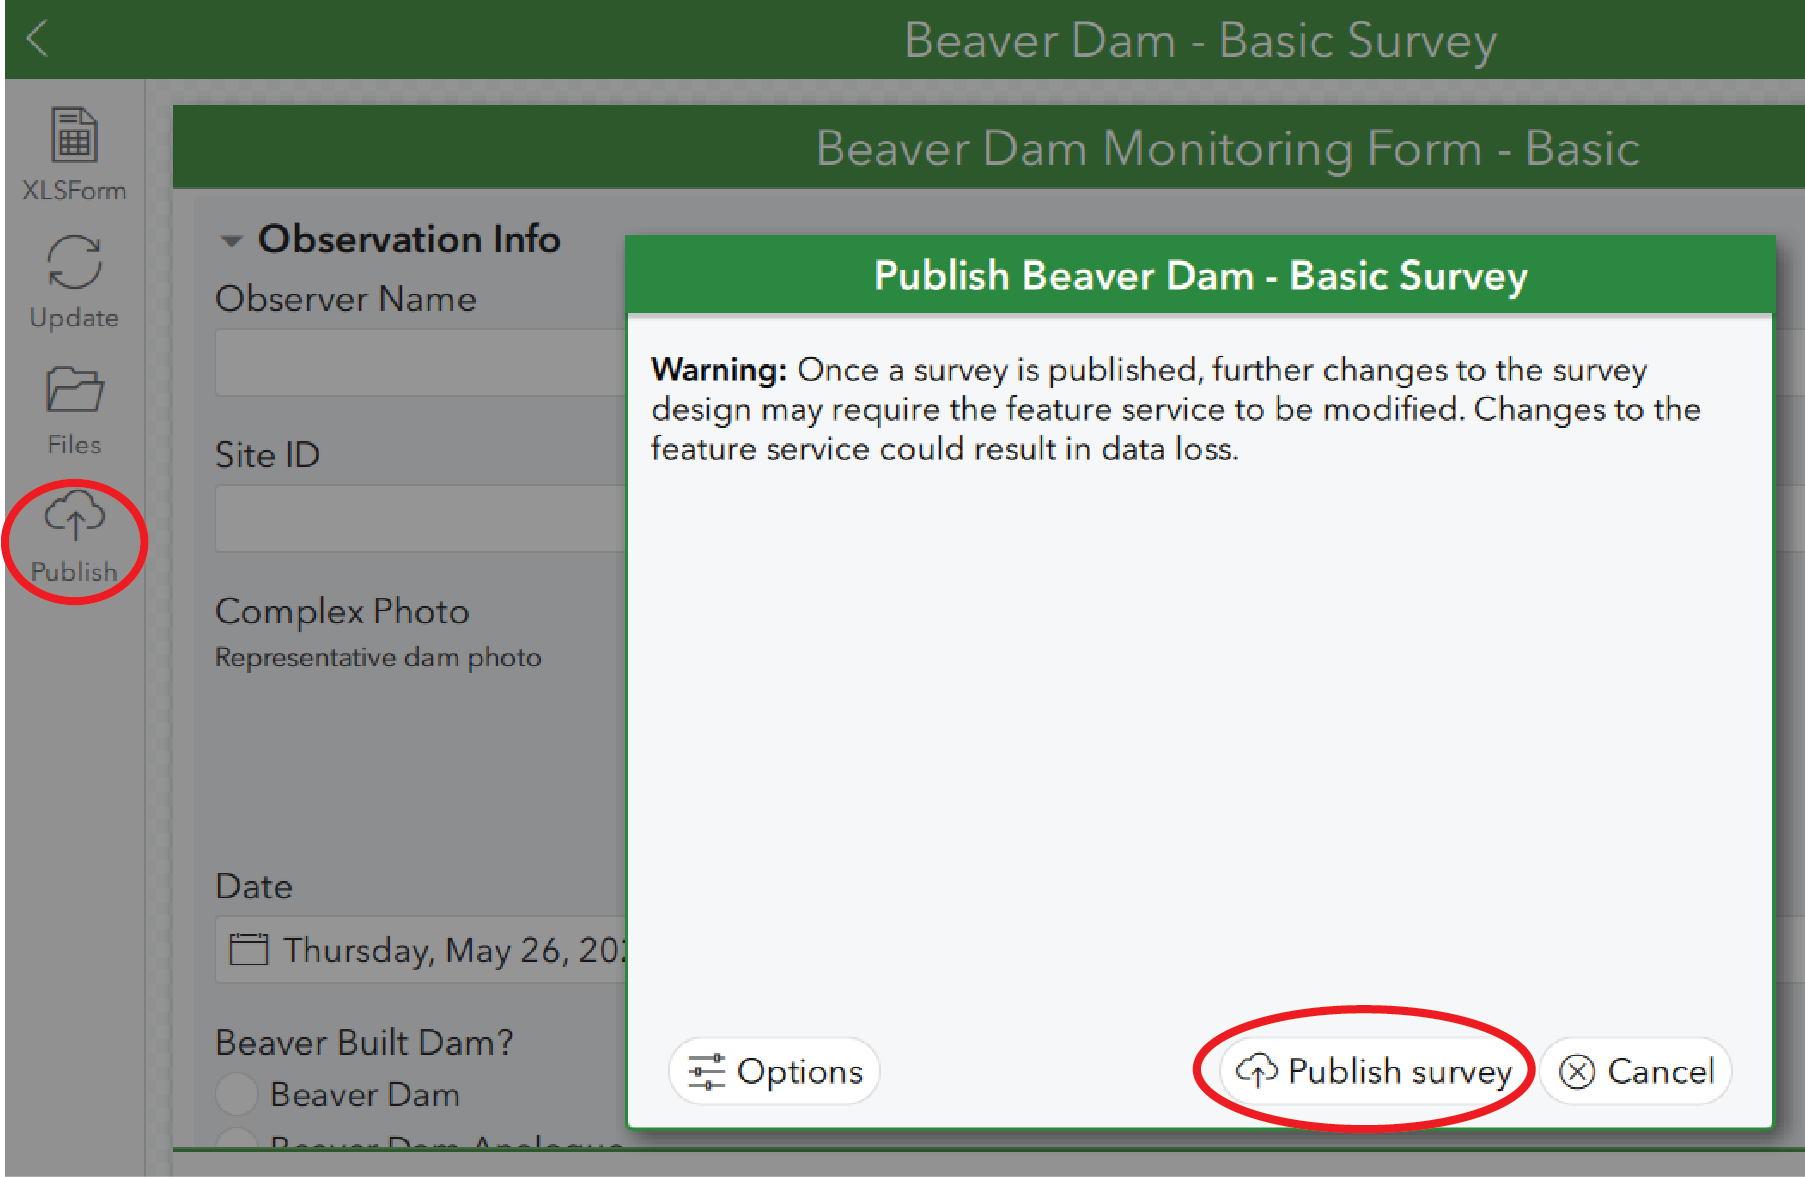 Beaver Dam - Basic Survey
XLSForm
Update
Files
Publish
Beaver Dam Monitoring Form - Basic
Observation Info
Observer Name
Site ID
Complex Photo
Representative dam photo
Date
Thursday, May 26, 20
Beaver Built Dam?
Beaver Dam
Beaver Dam Analogue
Publish Beaver Dam - Basic Survey
Warning: Once a survey is published, further changes to the survey
design may require the feature service to be modified. Changes to the
feature service could result in data loss.
Options
Publish survey
Cancel